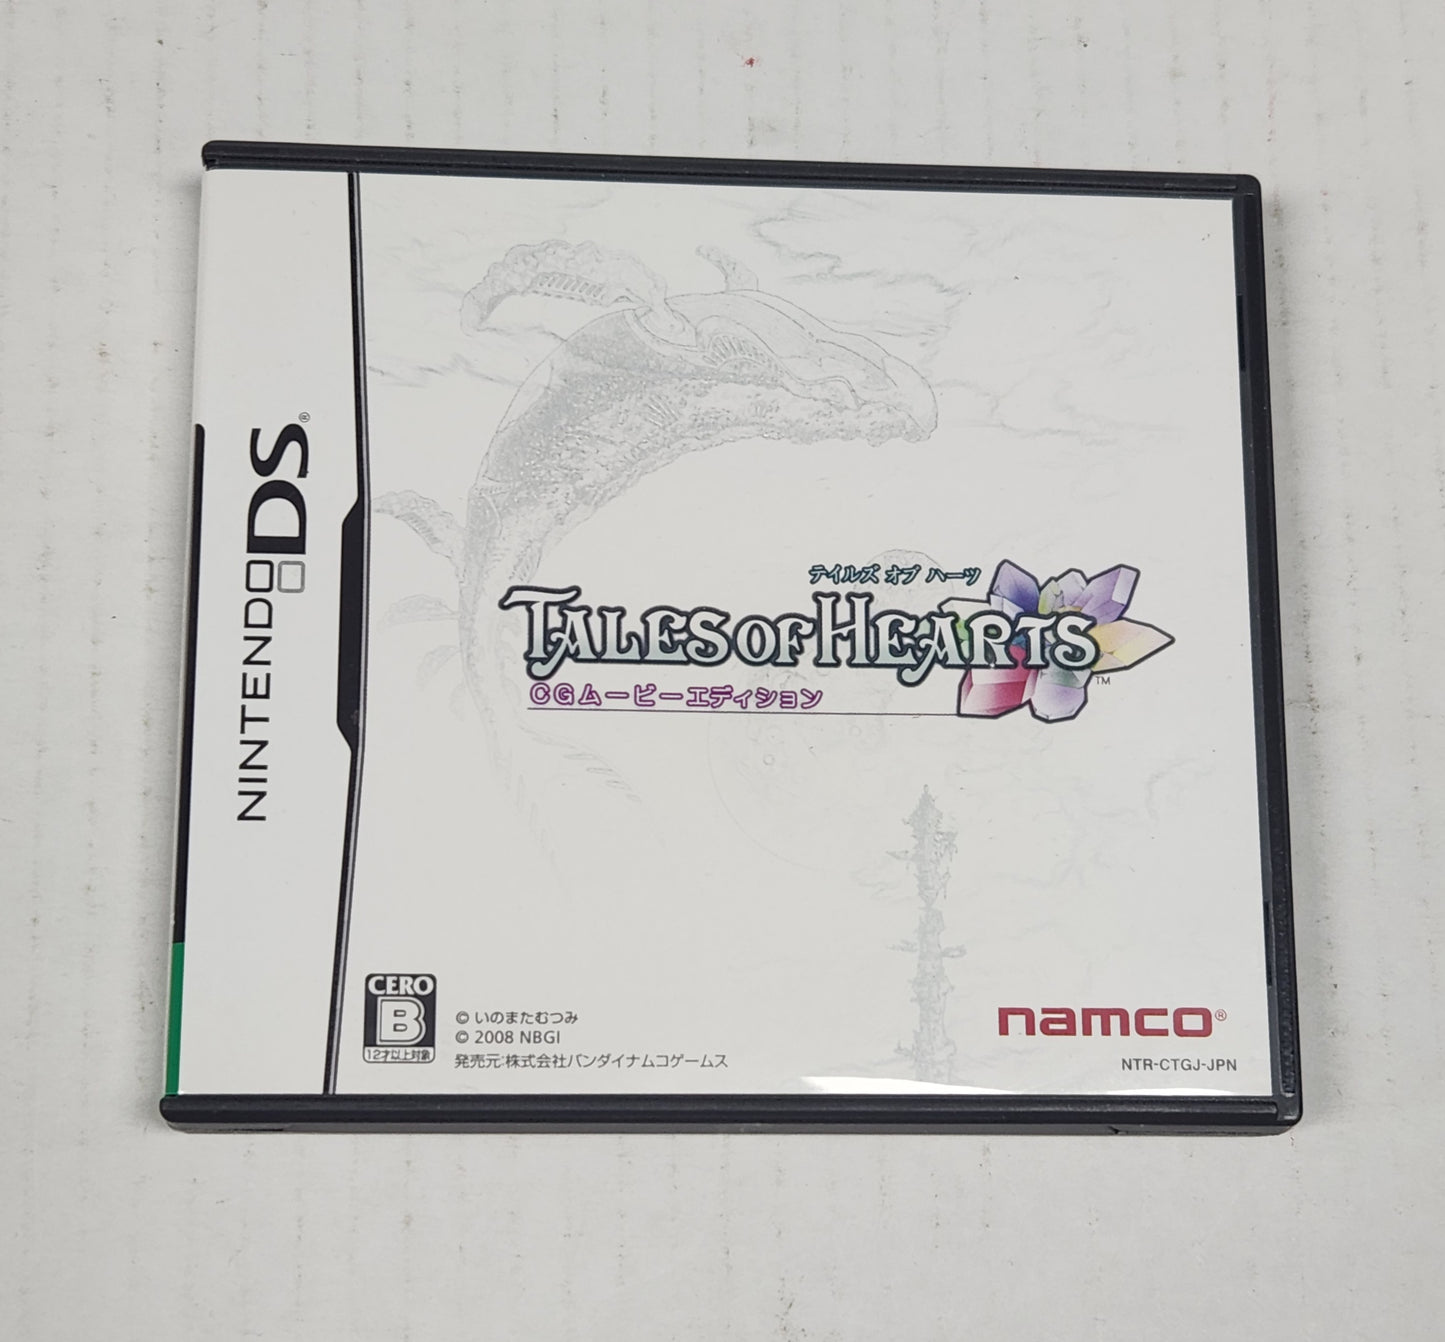 NINTENDO DS®
テイルズ オブ ハーツ
TALES OF HEARTS™
CGムービーエディション
CERO
B
12才以上対象
© いのまたむつみ
© 2008 NBGI
発売元:株式会社バンダイナムコゲームス
namco®
NTR-CTGJ-JPN